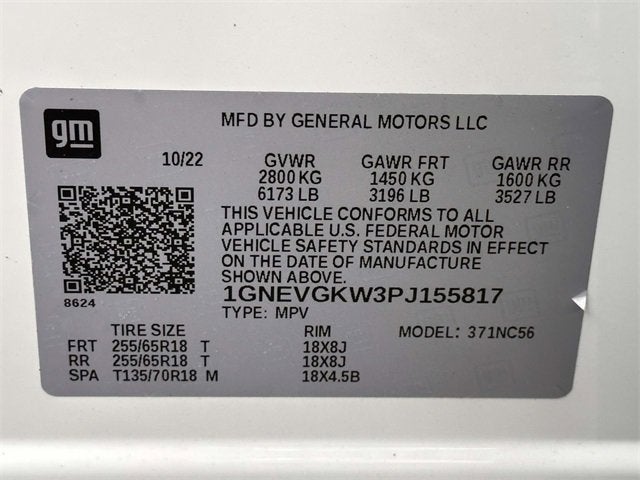 gm
MFD BY GENERAL MOTORS LLC
10/22 GVWR GAWR FRT GAWR RR
2800 KG 1450 KG 1600 KG
6173 LB 3196 LB 3527 LB
THIS VEHICLE CONFORMS TO ALL
APPLICABLE U.S. FEDERAL MOTOR
VEHICLE SAFETY STANDARDS IN EFFECT
ON THE DATE OF MANUFACTURE
SHOWN ABOVE.
8624
1GNEVGKW3PJ155817
TYPE: MPV
TIRE SIZE RIM MODEL: 371NC56
FRT 255/65R18 T 18X8J
RR 255/65R18 T 18X8J
SPA T135/70R18 M 18X4.5B